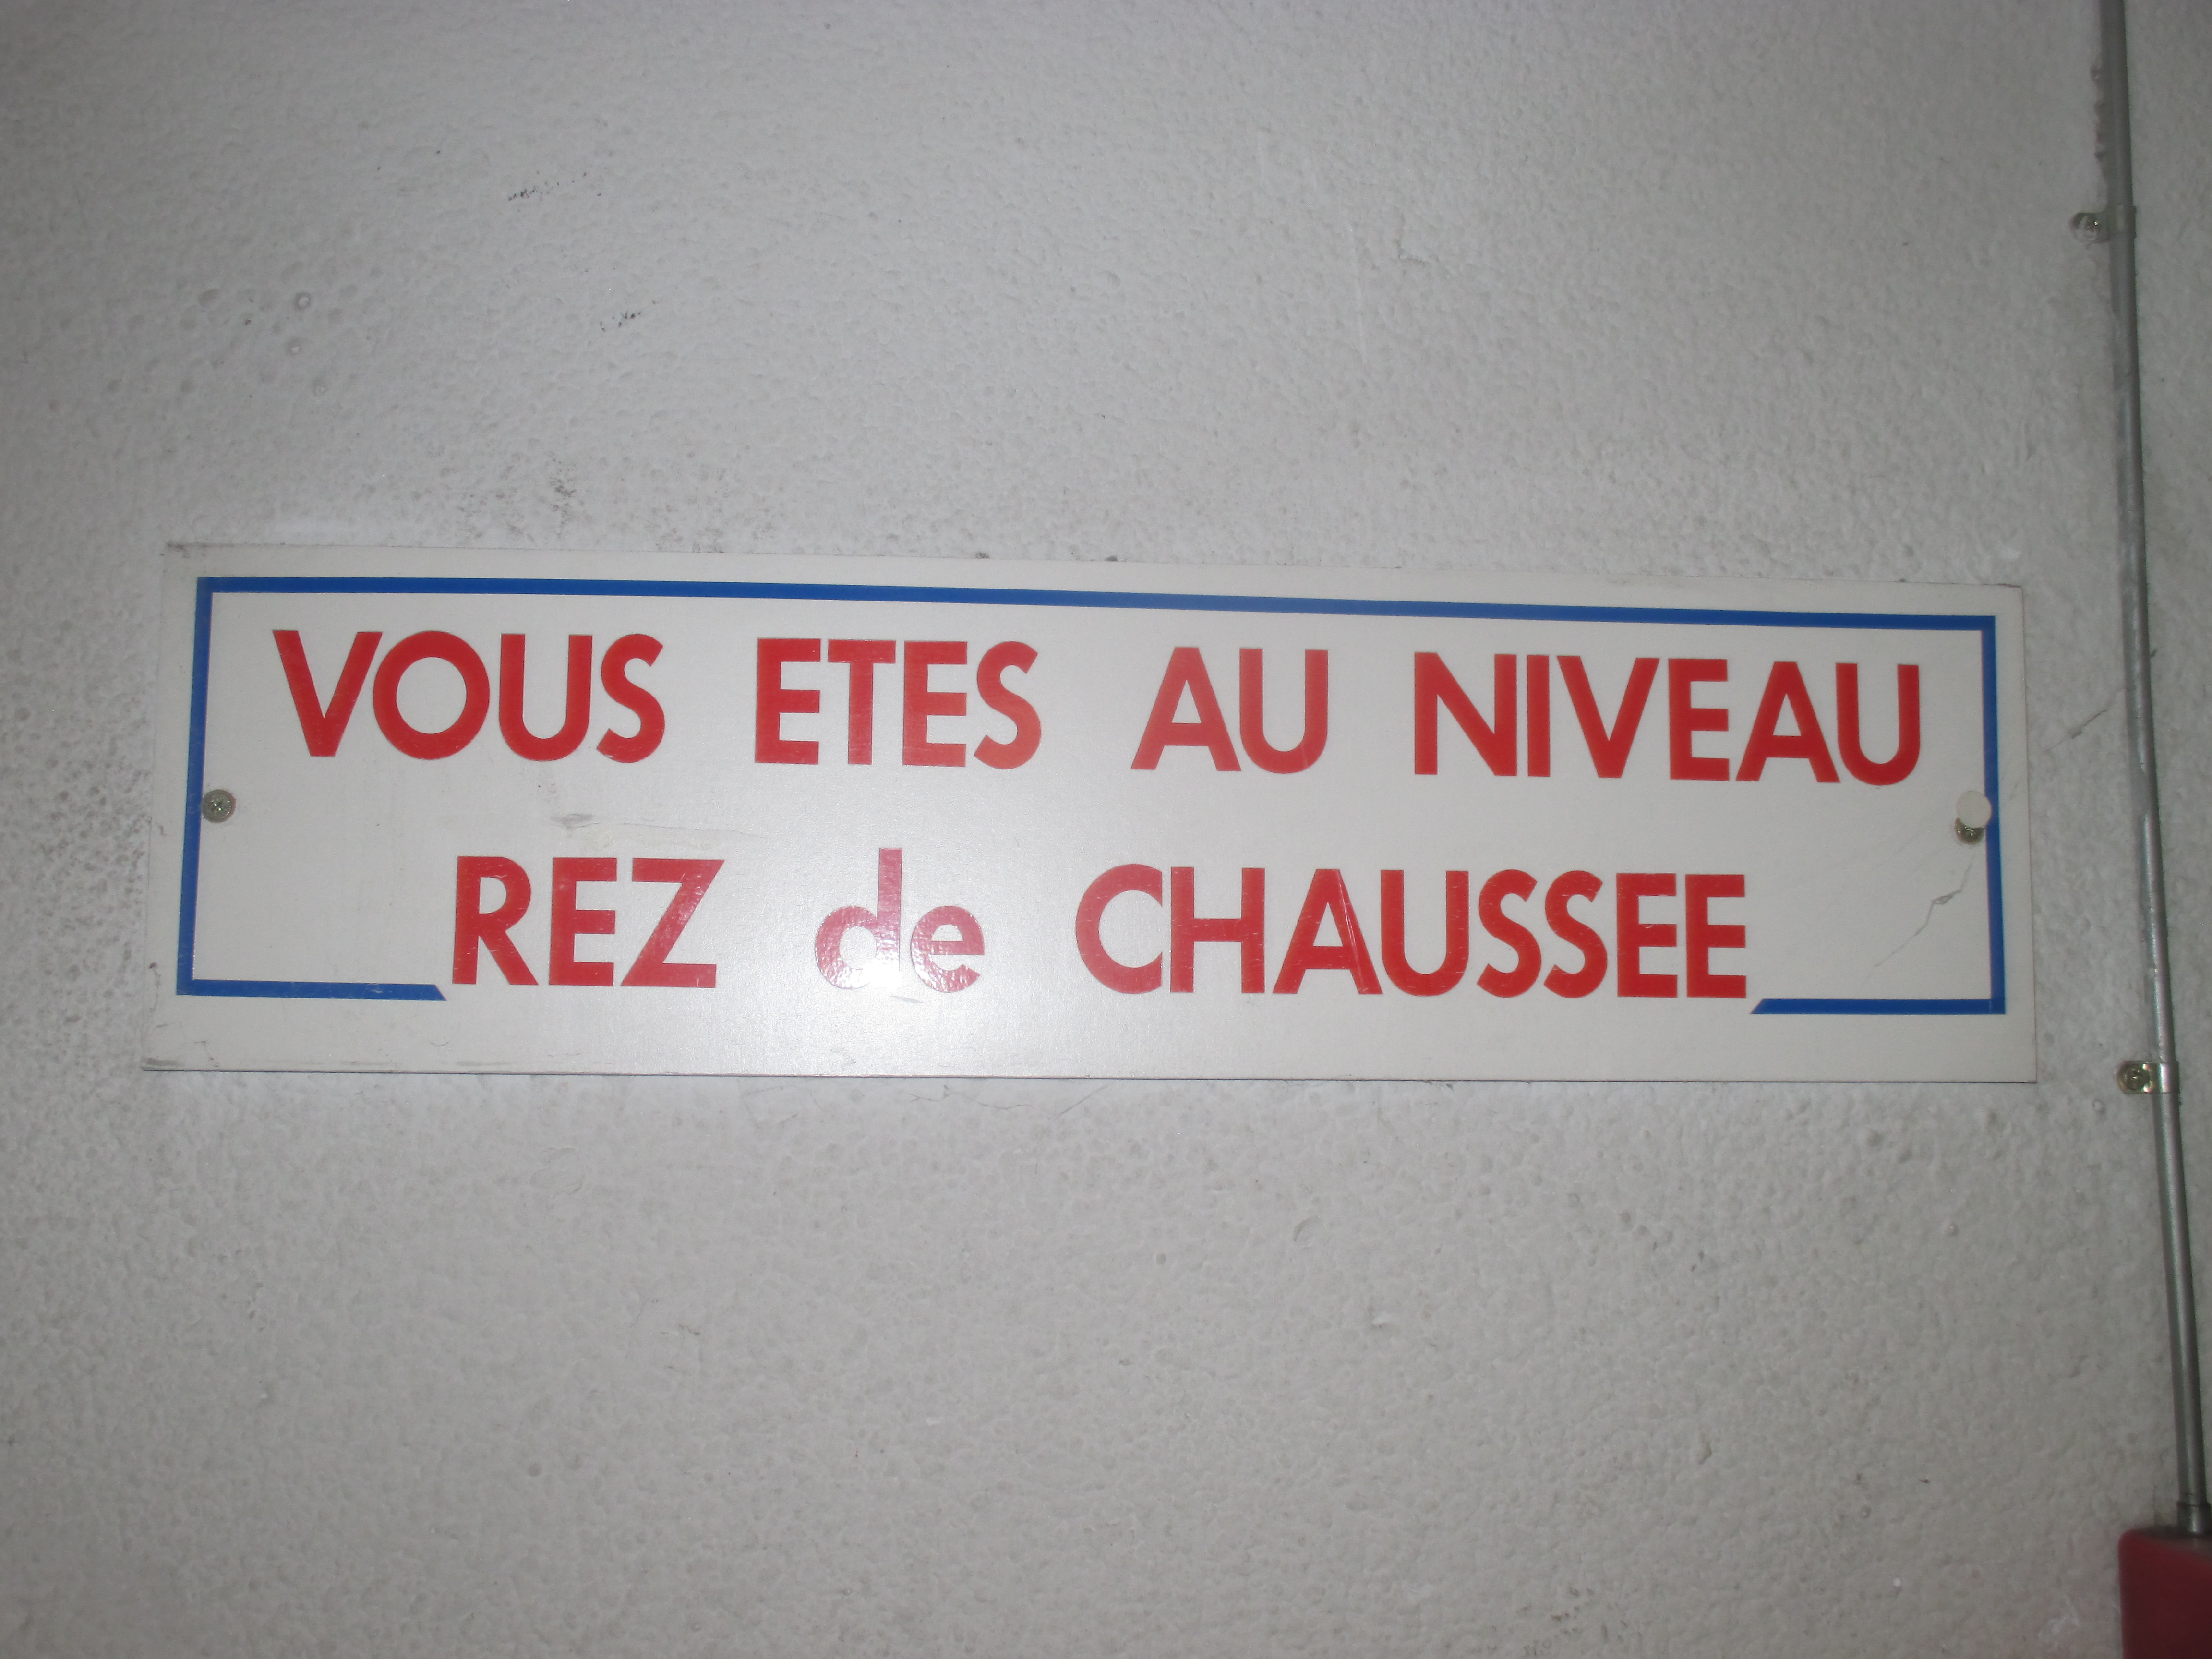 VOUS ETES AU NIVEAU
REZ de CHAUSSEE